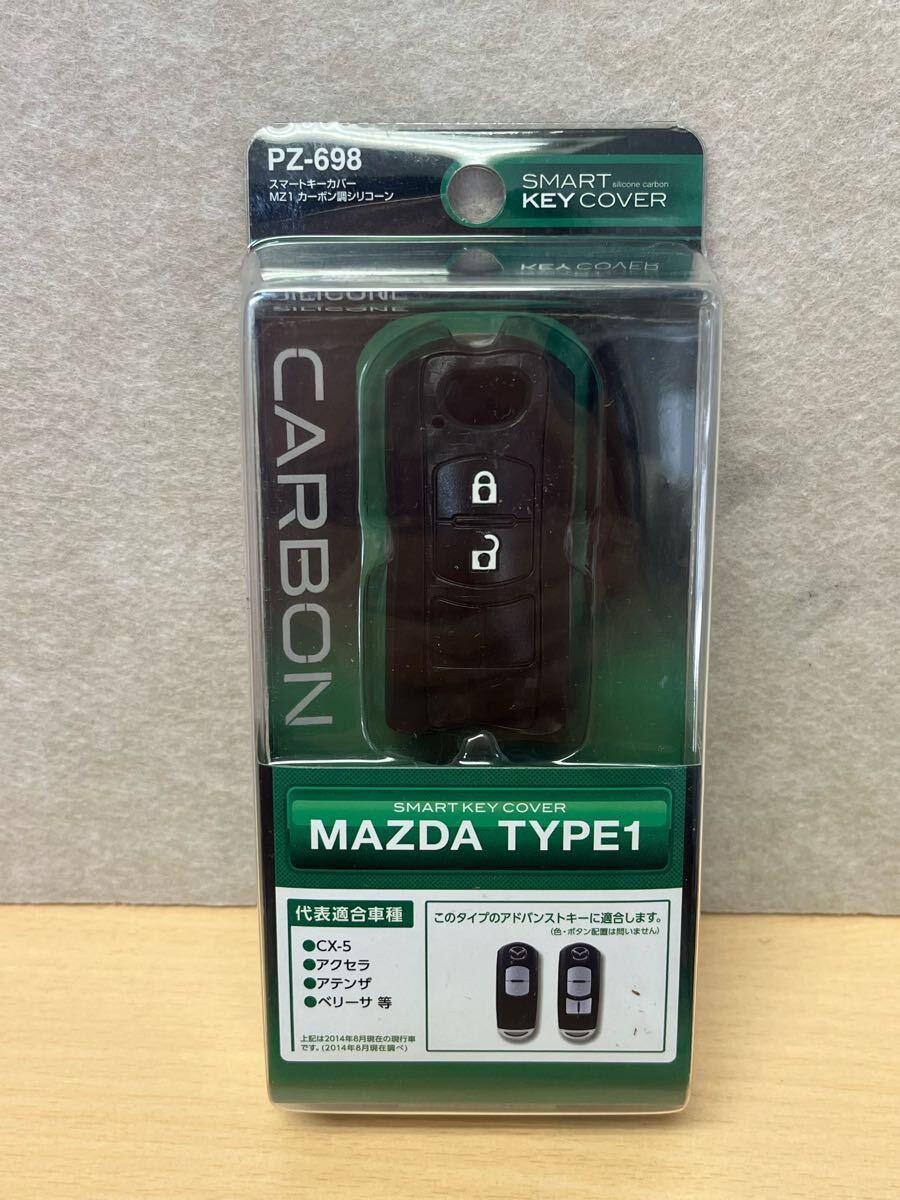 PZ-698
スマートキーカバー
MZ1 カーボン調シリコーン
SMART silicone carbon
KEY COVER
KEY COVER
SILICONE
SILICONE
CARBON
SMART KEY COVER
MAZDA TYPE1
代表適合車種
●CX-5
●アクセラ
●アテンザ
●ベリーサ 等
上記は2014年8月現在の現行車
です。(2014年8月現在調べ)
このタイプのアドバンストキーに適合します。
(色・ボタン配置は問いません)